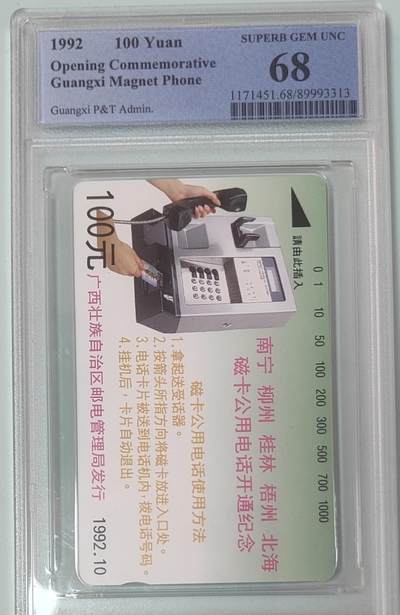 1992 100 Yuan
Opening Commemorative
Guangxi Magnet Phone
Guangxi P&T Admin.
SUPERB GEM UNC
68
1171451.68/89993313
請由此插入
0 1 10 50 100 200 300 500 700 1000
南宁 柳州 桂林 梧州 北海
磁卡公用电话开通纪念
磁卡公用电话使用方法
1.拿起送受话器。
2.按箭头所指方向将磁卡放进入口处。
3.电话卡片被送到电话机内,拨电话号码。
4.挂机后,卡片自动退出。
100元
广西壮族自治区邮电管理局发行 1992.10